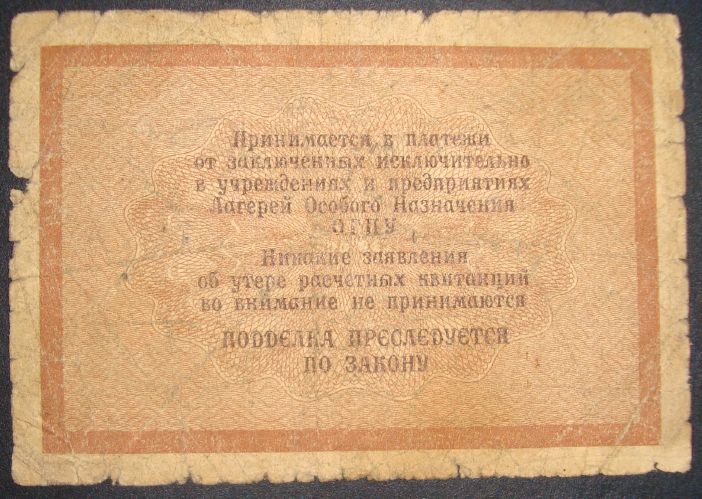 Принимается в платежи
от заключенных исключительно
в учреждениях и предприятиях
Лагерей Особого Назначения
ОГПУ
Никакие заявления
об утере расчетных квитанций
во внимание не принимаются
ПОДДЕЛКА ПРЕСЛЕДУЕТСЯ
ПО ЗАКОНУ